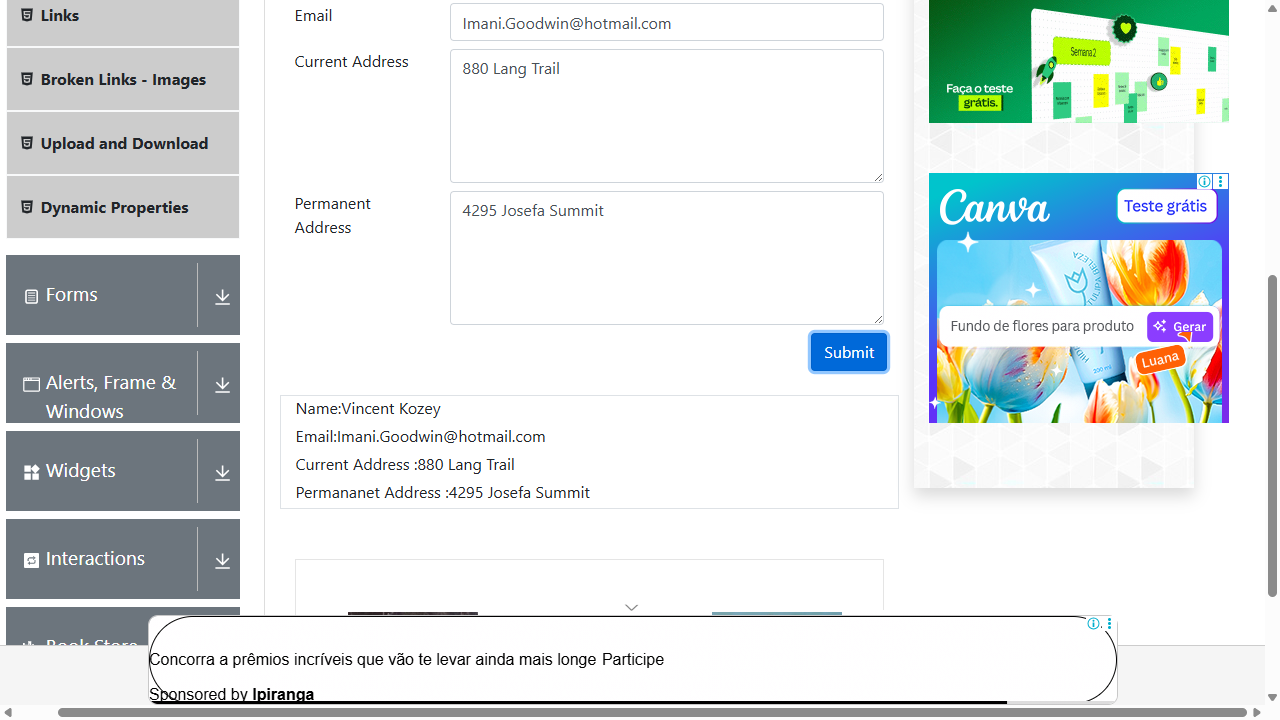 Links
Broken Links - Images
Upload and Download
Dynamic Properties
Forms
Alerts, Frame &
Windows
Widgets
Interactions
Book Store
Email
Imani.Goodwin@hotmail.com
Current Address
880 Lang Trail
Permanent
Address
4295 Josefa Summit
Submit
Name:Vincent Kozey
Email:Imani.Goodwin@hotmail.com
Current Address :880 Lang Trail
Permananet Address :4295 Josefa Summit
Semana 2
Faça o teste
grátis.
Canva
Teste grátis
BELEZA
200 ml
Fundo de flores para produto
Gerar
Luana
Concorra a prêmios incríveis que vão te levar ainda mais longe Participe
Sponsored by Ipiranga